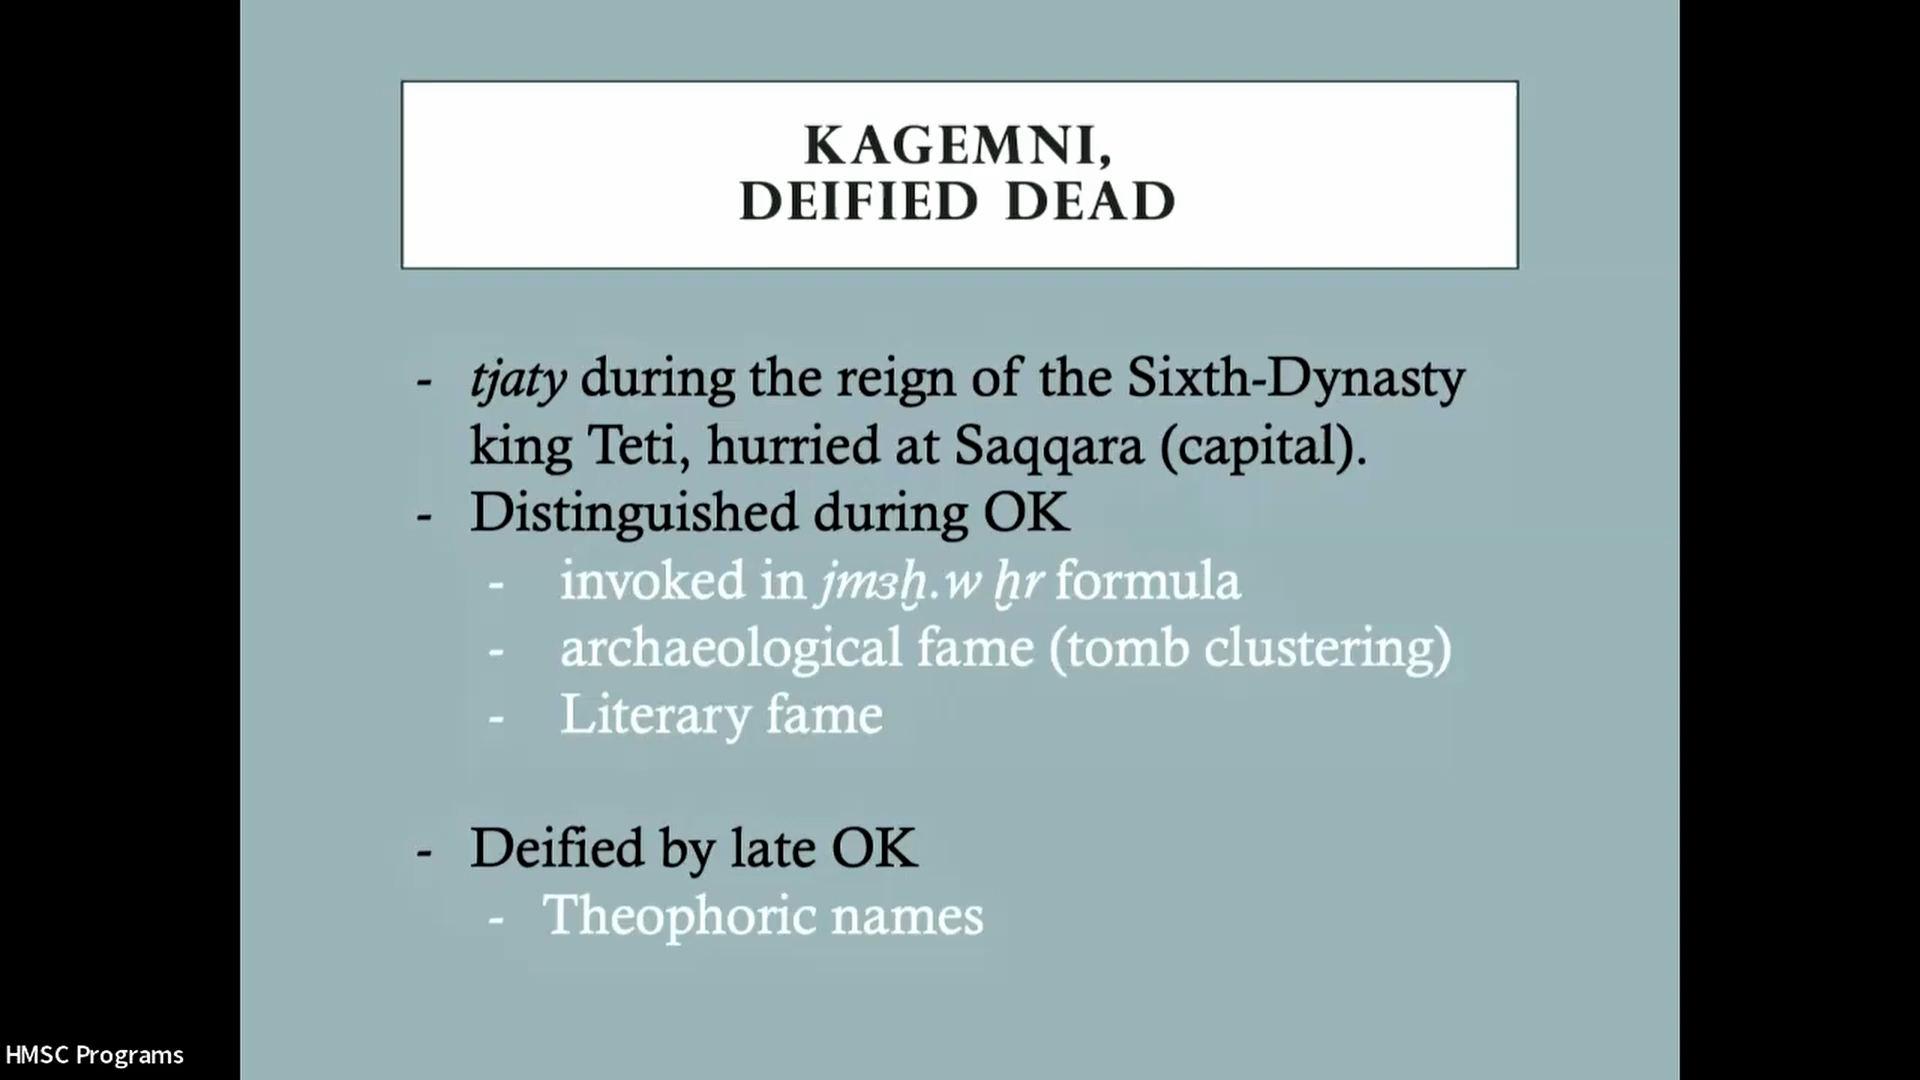 KAGEMNI,
DEIFIED DEAD
- tjaty during the reign of the Sixth-Dynasty
king Teti, hurried at Saqqara (capital).
- Distinguished during OK
- invoked in jmꜣḫ.w ḫr formula
- archaeological fame (tomb clustering)
- Literary fame
- Deified by late OK
- Theophoric names
HMSC Programs